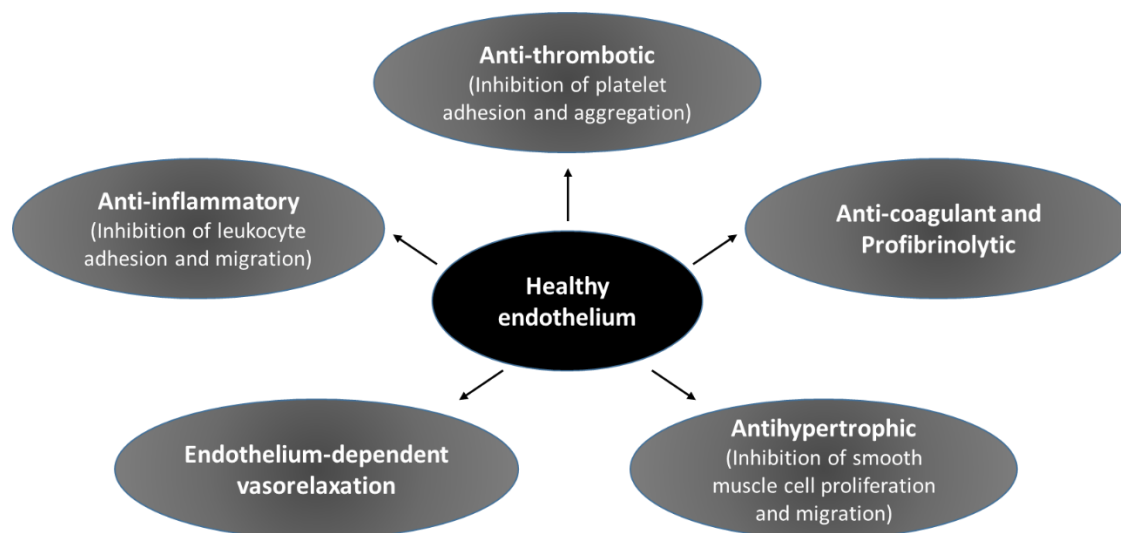 Anti-thrombotic
(Inhibition of platelet
adhesion and aggregation)
Anti-inflammatory
(Inhibition of leukocyte
adhesion and migration)
Anti-coagulant and
Profibrinolytic
Healthy
endothelium
Endothelium-dependent
vasorelaxation
Antihypertrophic
(Inhibition of smooth
muscle cell proliferation
and migration)